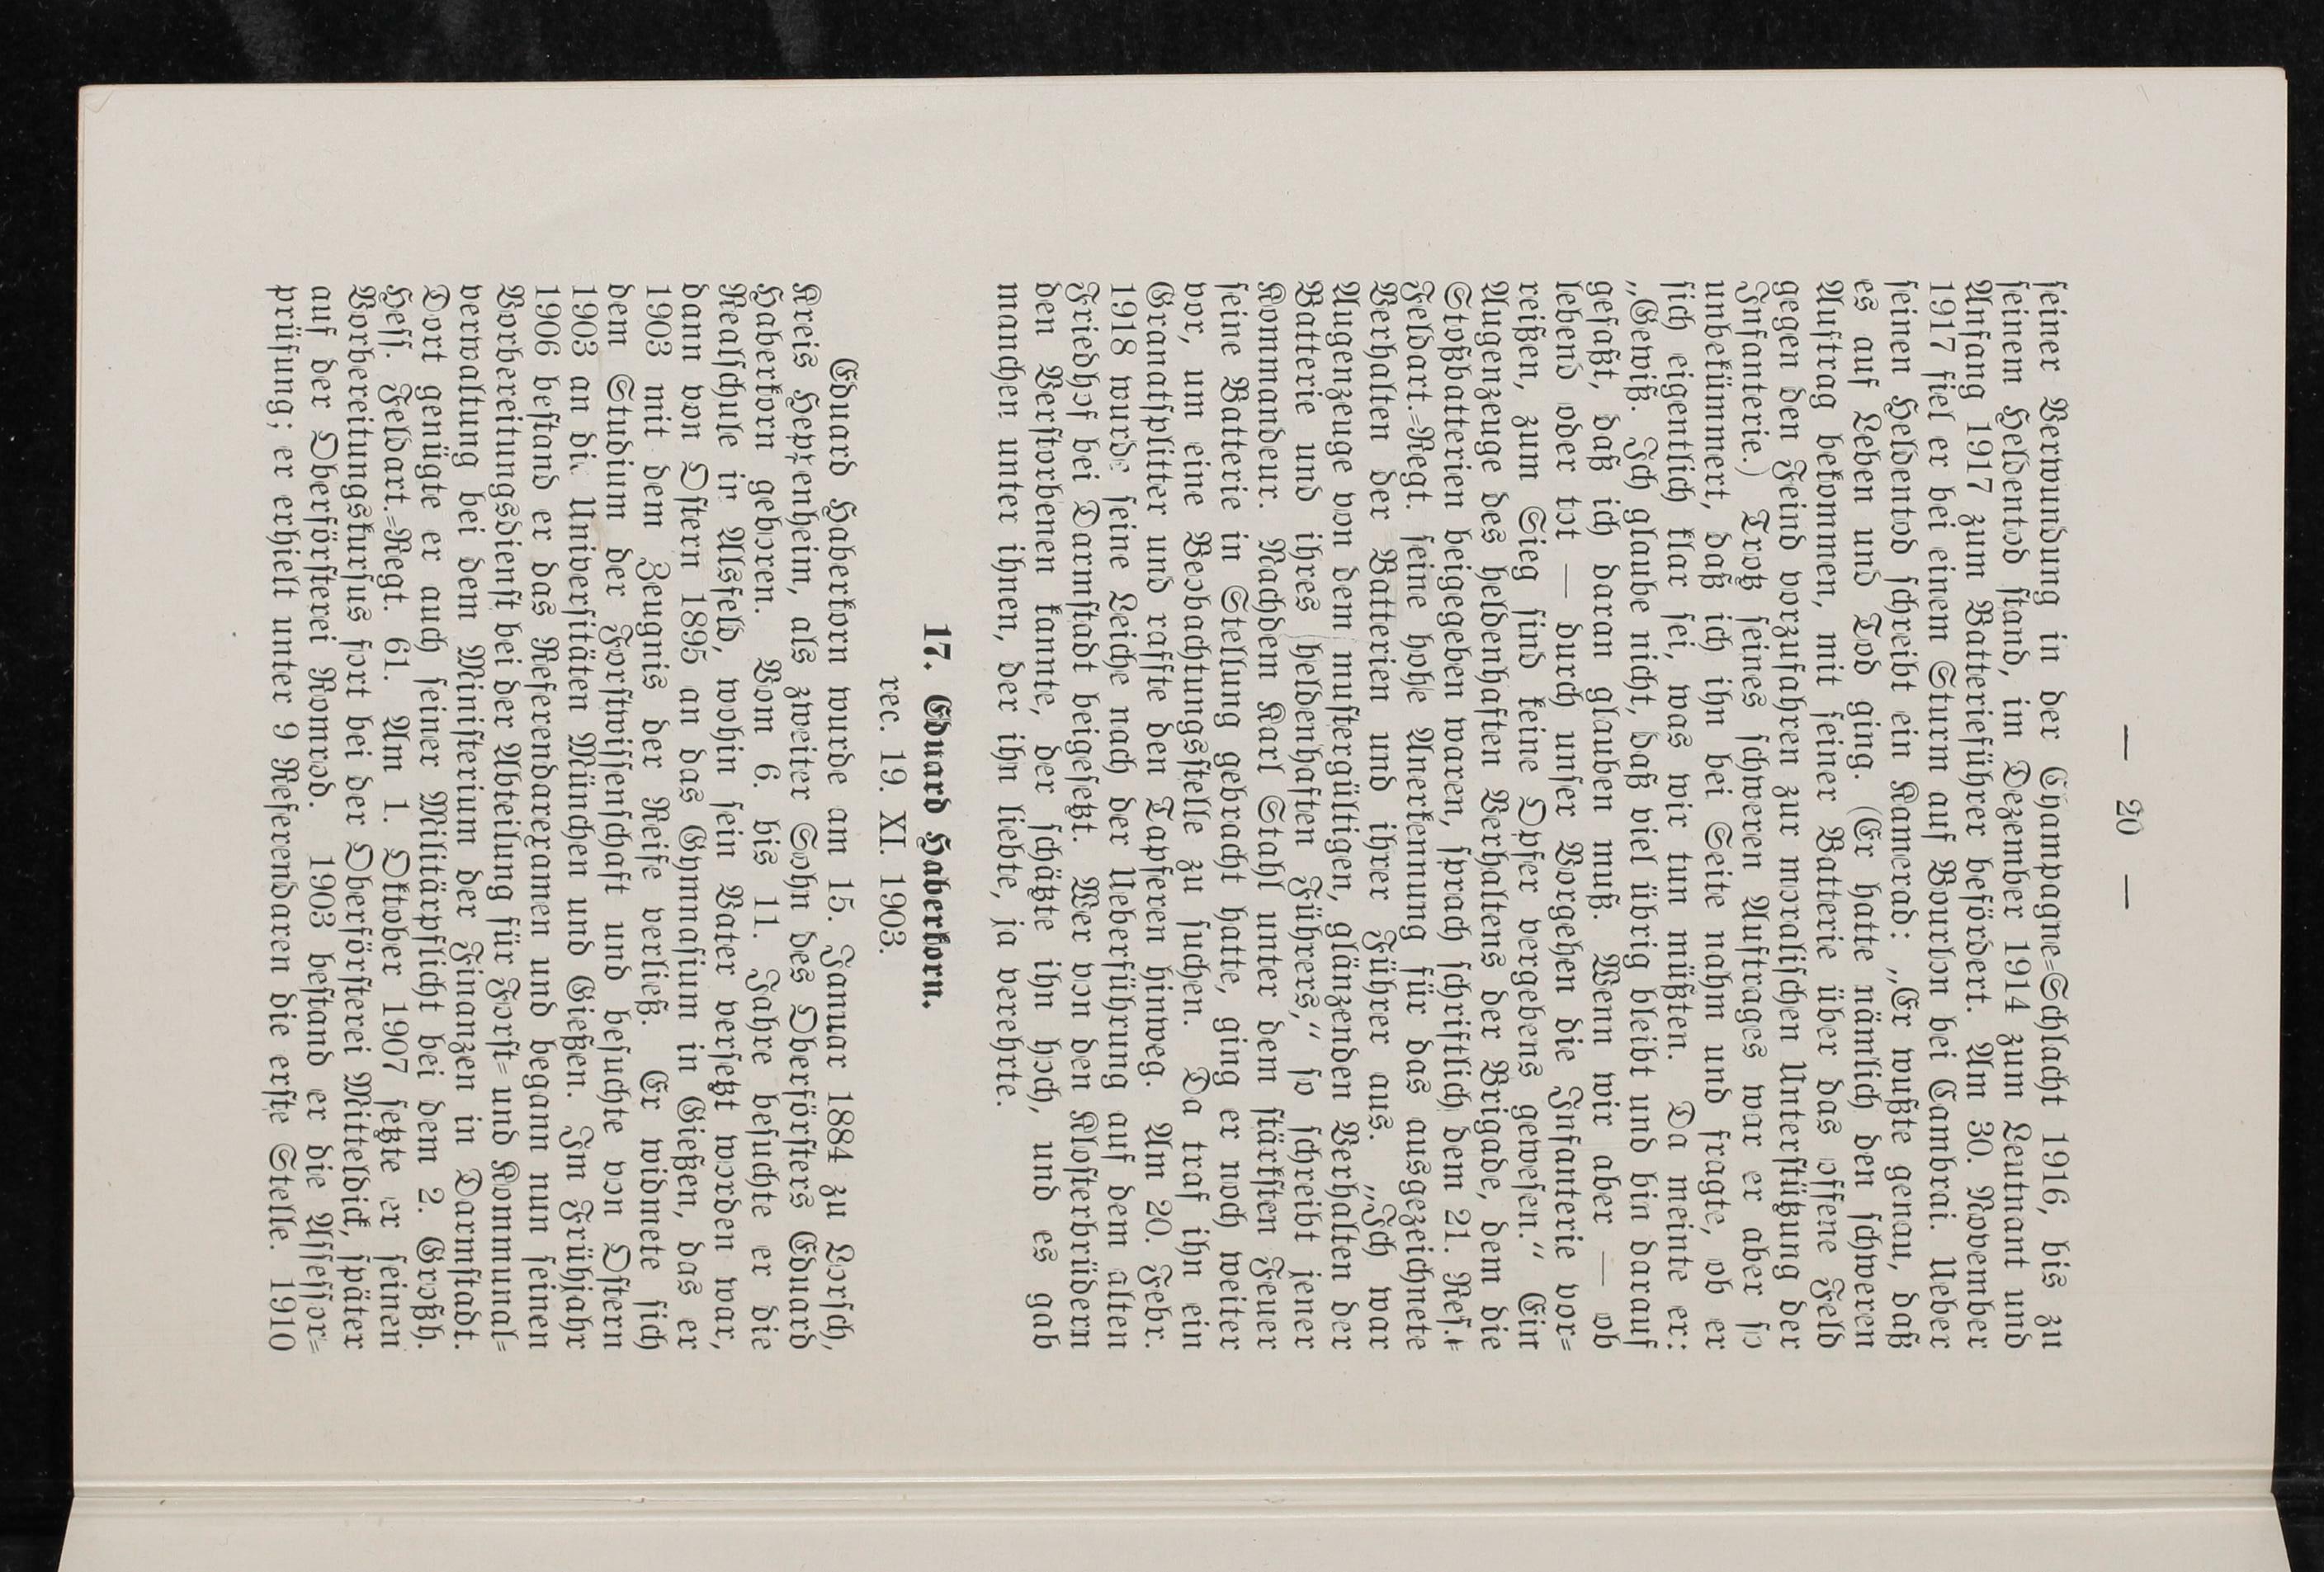 — 20 —
seiner Verwundung in der Champagne-Schlacht 1916, bis zu
seinem Heldentod stand, im Dezember 1914 zum Leutnant und
Anfang 1917 zum Batterieführer befördert. Am 30. November
1917 fiel er bei einem Sturm auf Bourlon bei Cambrai. Ueber
seinen Heldentod schreibt ein Kamerad: „Er wußte genau, daß
es auf Leben und Tod ging. (Er hatte nämlich den schweren
Auftrag bekommen, mit seiner Batterie über das offene Feld
gegen den Feind vorzufahren zur moralischen Unterstützung der
Infanterie.) Trotz seines schweren Auftrages war er aber so
unbekümmert, daß ich ihn bei Seite nahm und fragte, ob er
sich eigentlich klar sei, was wir tun müßten. Da meinte er:
„Gewiß. Ich glaube nicht, daß viel übrig bleibt und bin darauf
gefaßt, daß ich daran glauben muß. Wenn wir aber — ob
lebend oder tot — durch unser Vorgehen die Infanterie vor-
reißen, zum Sieg sind keine Opfer vergebens gewesen.“ Ein
Augenzeuge des heldenhaften Verhaltens der Brigade, dem die
Stoßbatterien beigegeben waren, sprach schriftlich dem 21. Res.-
Feldart.-Regt. seine hohe Anerkennung für das ausgezeichnete
Verhalten der Batterien und ihrer Führer aus. „Ich war
Augenzeuge von dem mustergültigen, glänzenden Verhalten der
Batterie und ihres heldenhaften Führers,“ so schreibt jener
Kommandeur. Nachdem Karl Stahl unter dem stärksten Feuer
seine Batterie in Stellung gebracht hatte, ging er noch weiter
vor, um eine Beobachtungsstelle zu suchen. Da traf ihn ein
Granatsplitter und raffte den Tapferen hinweg. Am 20. Febr.
1918 wurde seine Leiche nach der Ueberführung auf dem alten
Friedhof bei Darmstadt beigesetzt. Wer von den Klosterbrüdern
den Verstorbenen kannte, der schätzte ihn hoch, und es gab
manchen unter ihnen, der ihn liebte, ja verehrte.
17. Eduard Haberkorn.
rec. 19. XI. 1903.
Eduard Haberkorn wurde am 15. Januar 1884 zu Lorsch,
Kreis Heppenheim, als zweiter Sohn des Oberförsters Eduard
Haberkorn geboren. Vom 6. bis 11. Jahre besuchte er die
Realschule in Alsfeld, wohin sein Vater versetzt worden war,
dann von Ostern 1895 an das Gymnasium in Gießen, das er
1903 mit dem Zeugnis der Reife verließ. Er widmete sich
dem Studium der Forstwissenschaft und besuchte von Ostern
1903 an die Universitäten München und Gießen. Im Frühjahr
1906 bestand er das Referendarexamen und begann nun seinen
Vorbereitungsdienst bei der Abteilung für Forst- und Kommunal-
verwaltung bei dem Ministerium der Finanzen in Darmstadt.
Dort genügte er auch seiner Militärpflicht bei dem 2. Großh.
Hess. Feldart.-Regt. 61. Am 1. Oktober 1907 setzte er seinen
Vorbereitungskursus fort bei der Oberförsterei Mitteldick, später
auf der Oberförsterei Romrod. 1903 bestand er die Assessor-
prüfung; er erhielt unter 9 Referendaren die erste Stelle. 1910